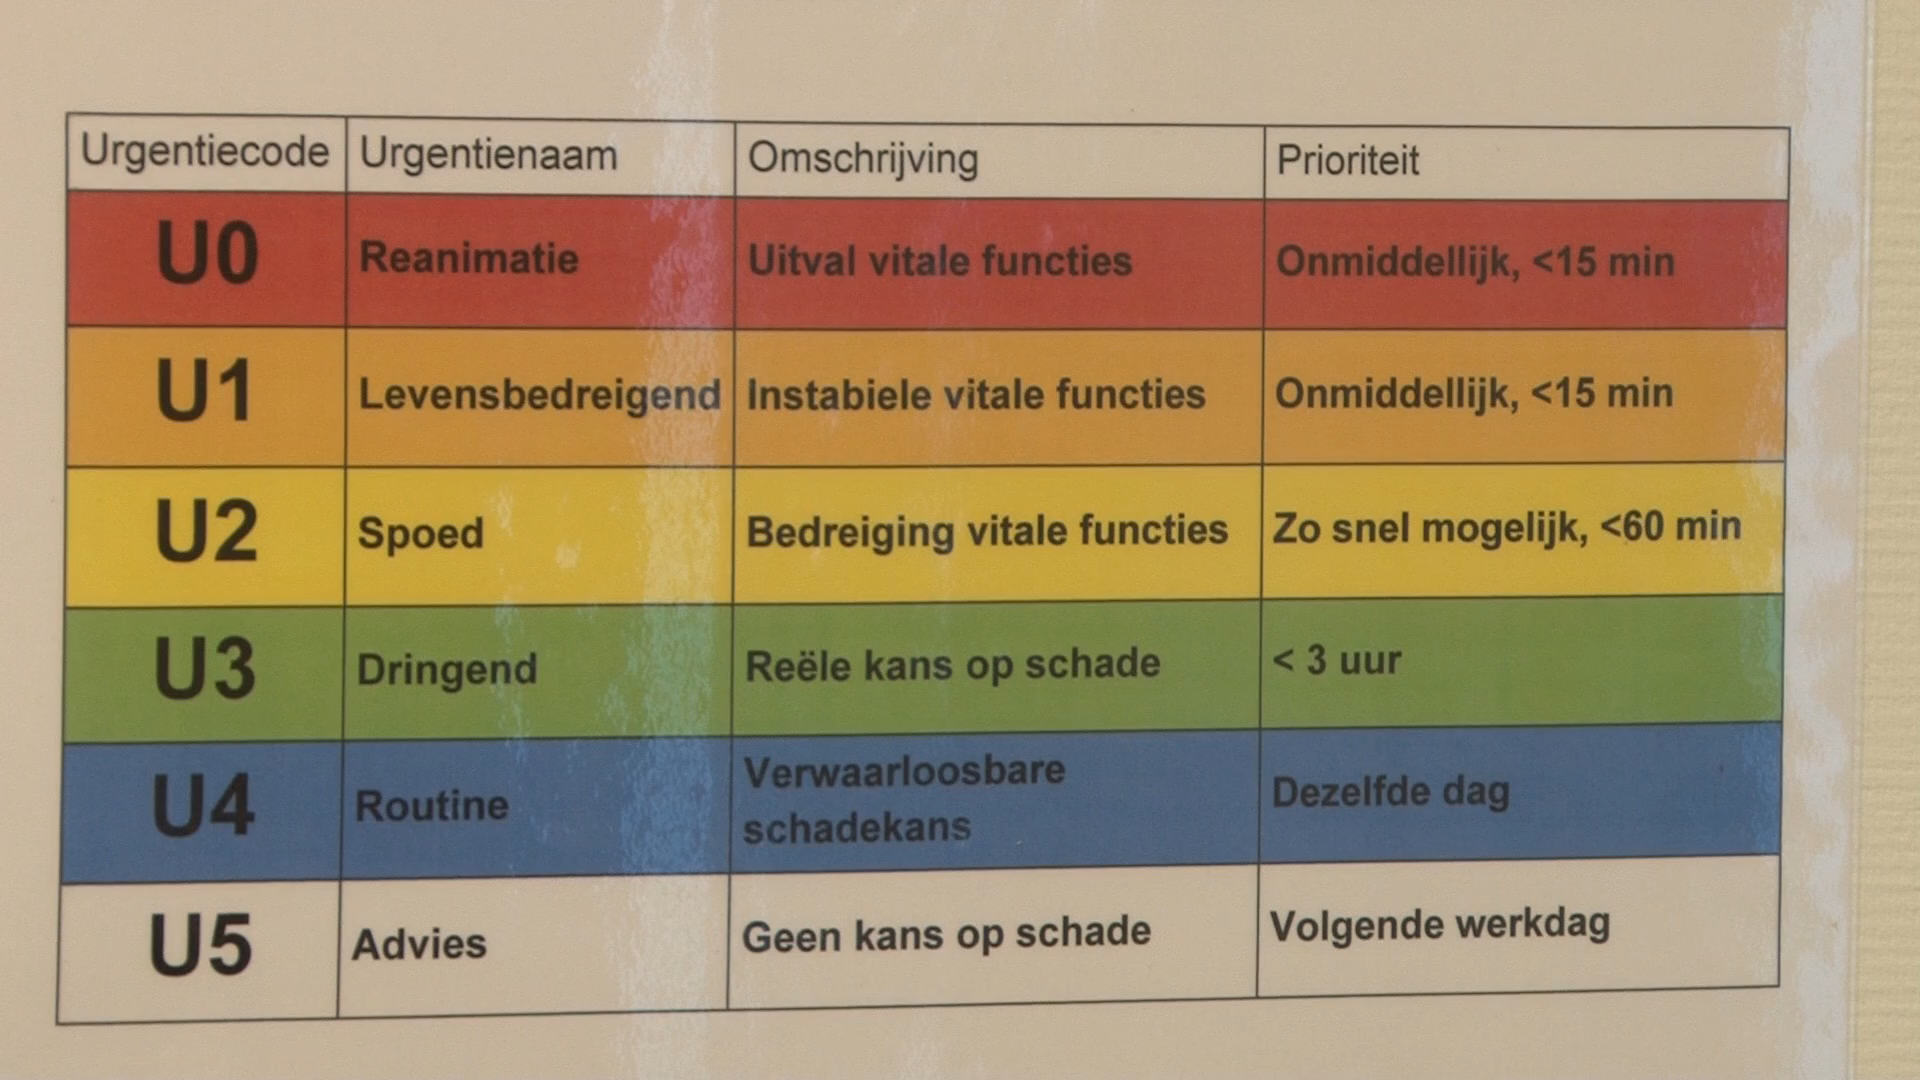 Urgentiecode Urgentienaam Omschrijving Prioriteit
U0 Reanimatie Uitval vitale functies Onmiddellijk, <15 min
U1 Levensbedreigend Instabiele vitale functies Onmiddellijk, <15 min
U2 Spoed Bedreiging vitale functies Zo snel mogelijk, <60 min
U3 Dringend Reële kans op schade < 3 uur
U4 Routine Verwaarloosbare
schadekans Dezelfde dag
U5 Advies Geen kans op schade Volgende werkdag